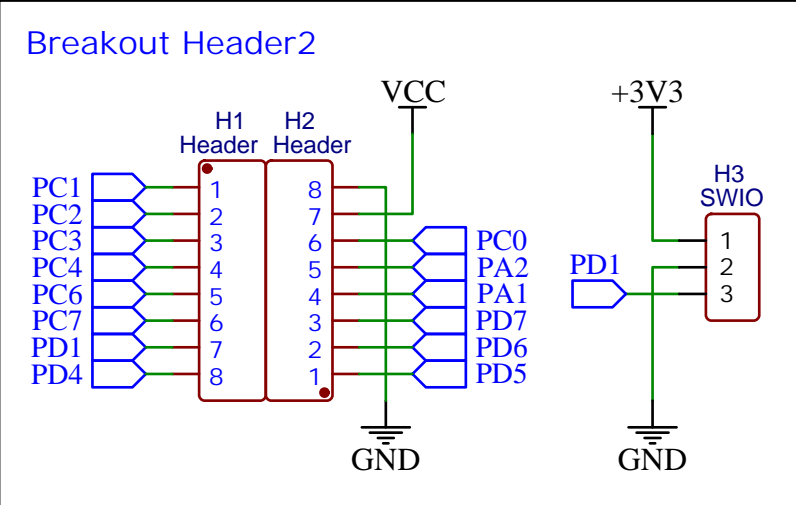 Breakout Header2
VCC
+3V3
H1 H2
Header Header
H3
SWIO
PC1 1 8
PC2 2 7
PC3 3 6 PC0
PC4 4 5 PA2
PC6 5 4 PA1
PC7 6 3 PD7
PD1 7 2 PD6
PD4 8 1 PD5
1
PD1 2
3
GND
GND